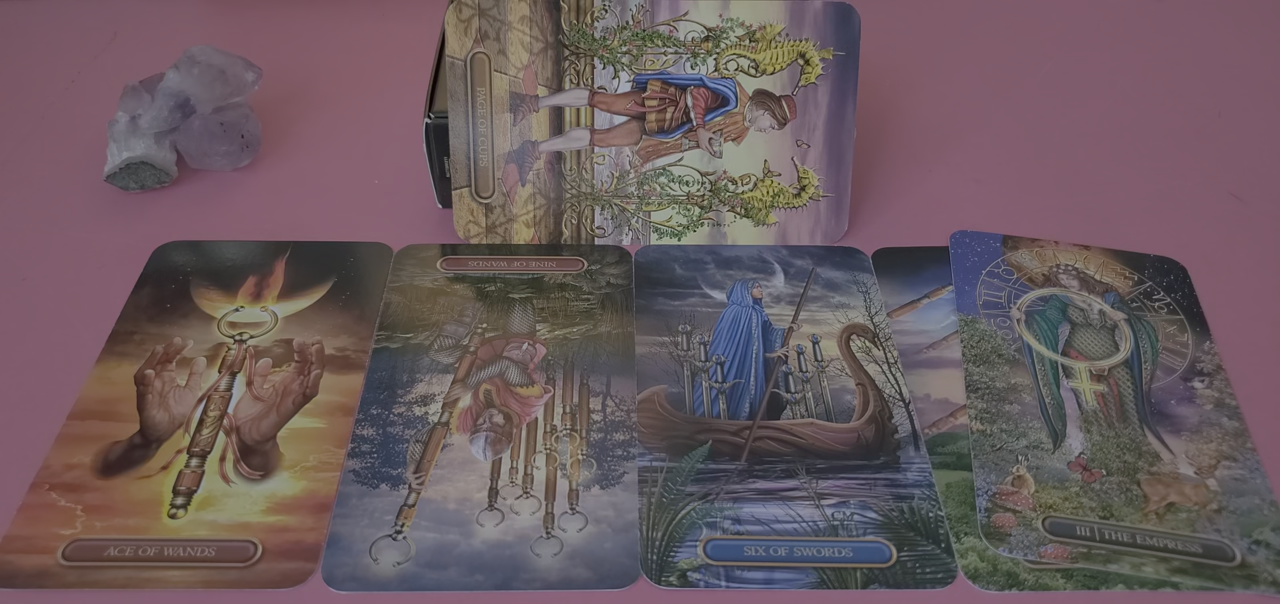 PAGE OF CUPS
NINE OF WANDS
ACE OF WANDS
SIX OF SWORDS
III THE EMPRESS